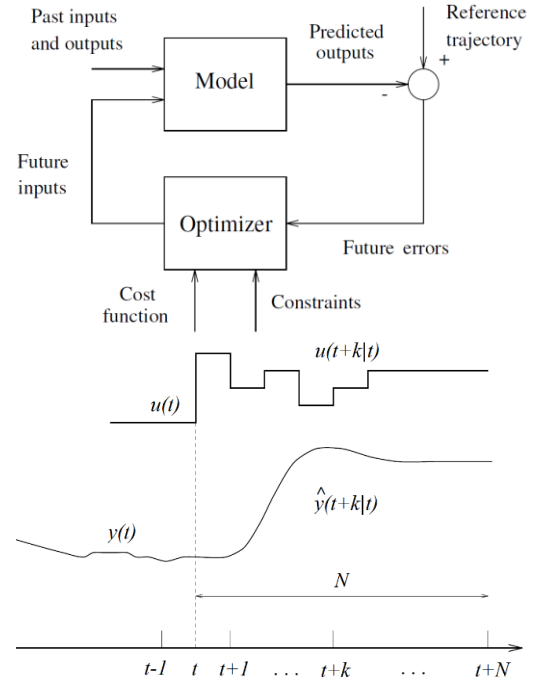 Past inputs
and outputs
Model
Predicted
outputs
Reference
trajectory
+
-
Future
inputs
Optimizer
Future errors
Cost
function
Constraints
u(t+k|t)
u(t)
y(t)
ŷ(t+k|t)
N
t-1 t t+1 ... t+k ... t+N